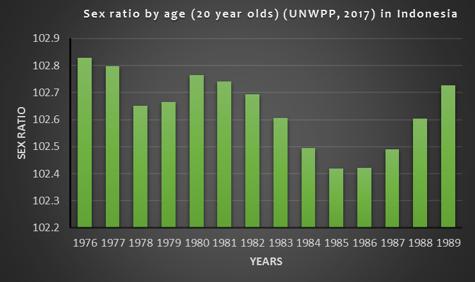 Sex ratio by age (20 year olds) (UNWPP, 2017) in Indonesia
102.9
102.8
102.7
102.6
102.5
102.4
102.3
102.2
SEX RATIO
1976 1977 1978 1979 1980 1981 1982 1983 1984 1985 1986 1987 1988 1989
YEARS